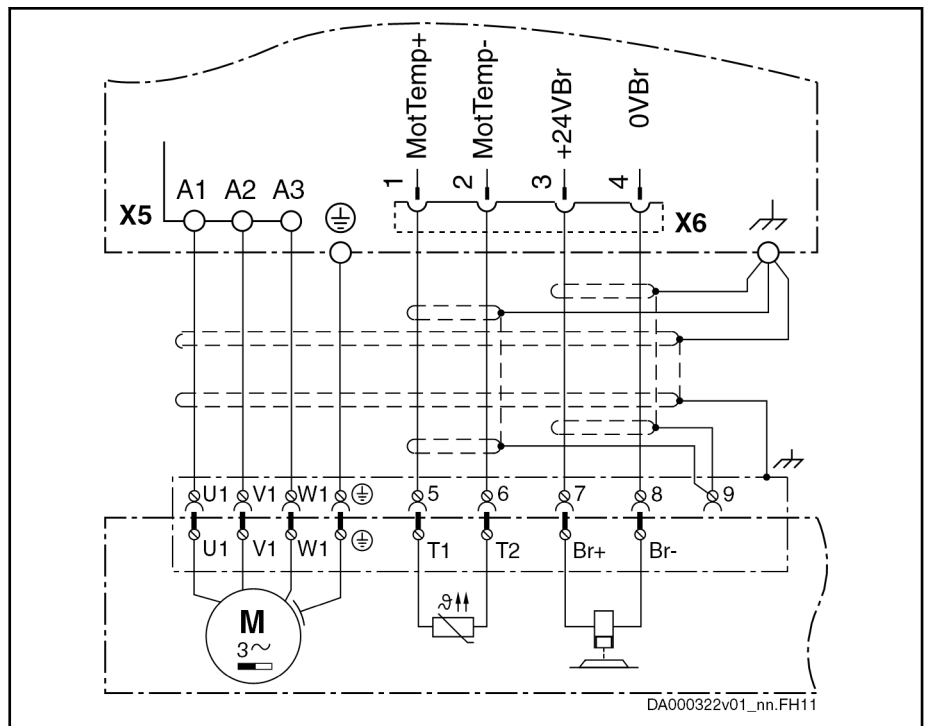 MotTemp+
MotTemp-
+24VBr
0VBr
1 2 3 4
A1 A2 A3
X5
X6
U1 V1 W1 5 6 7 8 9
U1 V1 W1 T1 T2 Br+ Br-
ϑ
M
3~
DA000322v01_nn.FH11